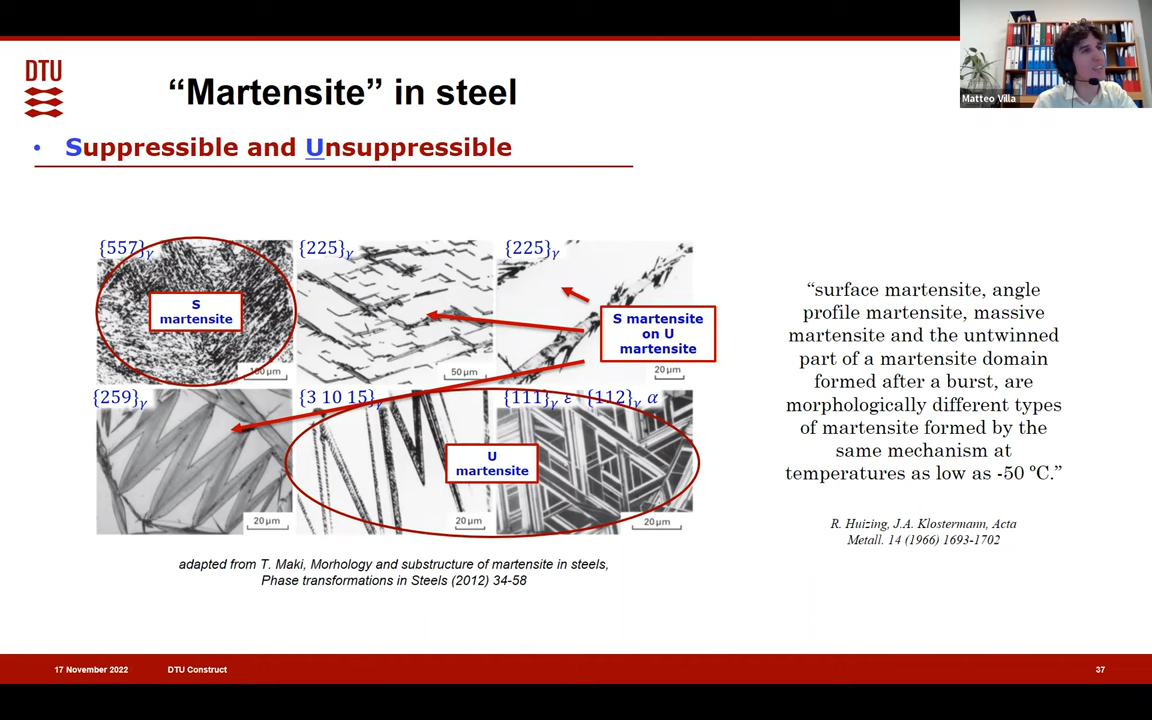 DTU
Matteo Villa
“Martensite” in steel
• Suppressible and Unsuppressible
{557}γ
{225}γ
{225}γ
S
martensite
S martensite
on U
martensite
50 μm
20 μm
{259}γ
{3 10 15}γ
{111}γ ε {112}γ α
U
martensite
20 μm
20 μm
20 μm
“surface martensite, angle
profile martensite, massive
martensite and the untwinned
part of a martensite domain
formed after a burst, are
morphologically different types
of martensite formed by the
same mechanism at
temperatures as low as -50 ºC.”
R. Huizing, J.A. Klostermann, Acta
Metall. 14 (1966) 1693-1702
adapted from T. Maki, Morhology and substructure of martensite in steels,
Phase transformations in Steels (2012) 34-58
17 November 2022
DTU Construct
37